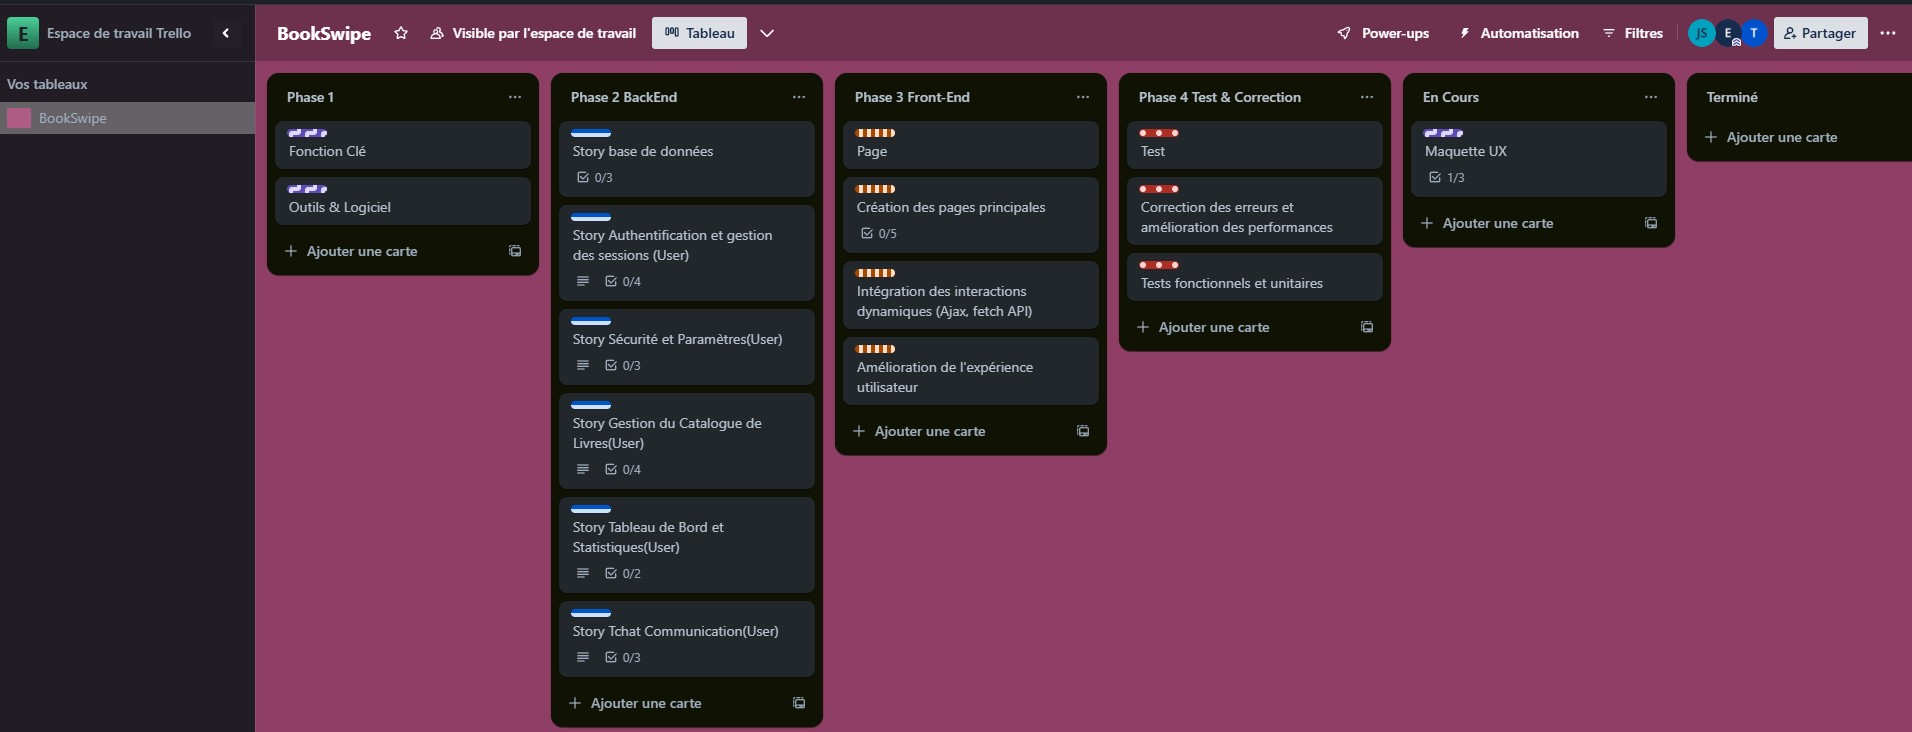 E Espace de travail Trello
Vos tableaux
BookSwipe
BookSwipe Visible par l'espace de travail Tableau Power-ups Automatisation Filtres JS E T Partager
Phase 1
Fonction Clé
Outils & Logiciel
Ajouter une carte
Phase 2 BackEnd
Story base de données
0/3
Story Authentification et gestion
des sessions (User)
0/4
Story Sécurité et Paramètres(User)
0/3
Story Gestion du Catalogue de
Livres(User)
0/4
Story Tableau de Bord et
Statistiques(User)
0/2
Story Tchat Communication(User)
0/3
Ajouter une carte
Phase 3 Front-End
Page
Création des pages principales
0/5
Intégration des interactions
dynamiques (Ajax, fetch API)
Amélioration de l'expérience
utilisateur
Ajouter une carte
Phase 4 Test & Correction
Test
Correction des erreurs et
amélioration des performances
Tests fonctionnels et unitaires
Ajouter une carte
En Cours
Maquette UX
1/3
Ajouter une carte
Terminé
Ajouter une carte